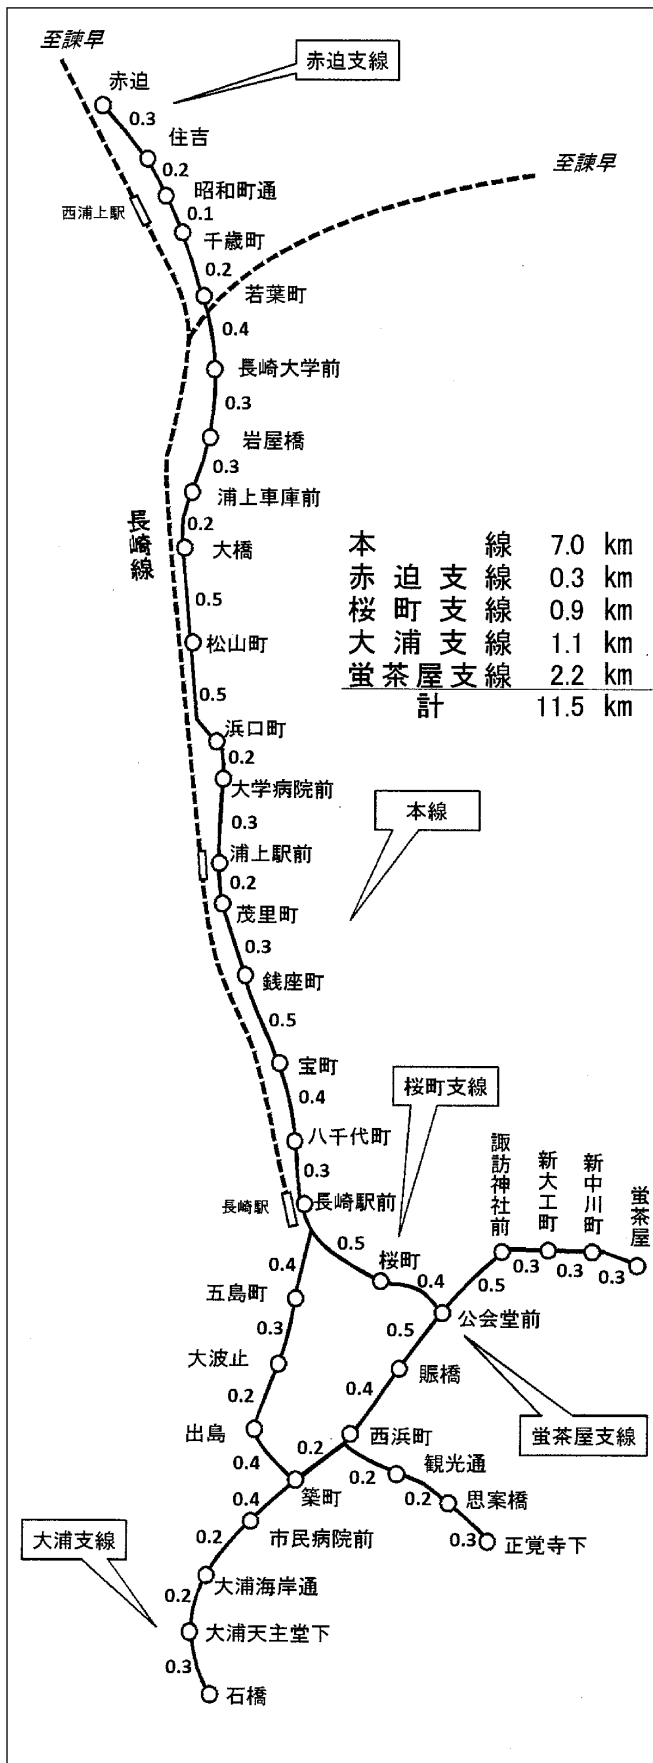 至諫早
赤迫支線
赤迫
0.3
住吉
0.2
至諫早
昭和町通
西浦上駅
0.1
千歳町
0.2
若葉町
0.4
長崎大学前
0.3
岩屋橋
0.3
浦上車庫前
0.2
長崎線
大橋
本線 7.0 km
赤迫支線 0.3 km
桜町支線 0.9 km
大浦支線 1.1 km
蛍茶屋支線 2.2 km
計 11.5 km
0.5
松山町
0.5
浜口町
0.2
大学病院前
本線
0.3
浦上駅前
0.2
茂里町
0.3
銭座町
0.5
宝町
0.4
桜町支線
八千代町
0.3
長崎駅
長崎駅前
諏訪神社前
新大工町
新中川町
蛍茶屋
0.5
桜町
0.4
0.5
0.3
0.3
0.3
0.4
五島町
公会堂前
0.3
0.5
大波止
賑橋
0.2
0.4
蛍茶屋支線
出島
西浜町
0.4
0.2
築町
0.2
観光通
0.2
思案橋
0.3
正覚寺下
0.4
市民病院前
大浦支線
0.2
大浦海岸通
0.2
大浦天主堂下
0.3
石橋